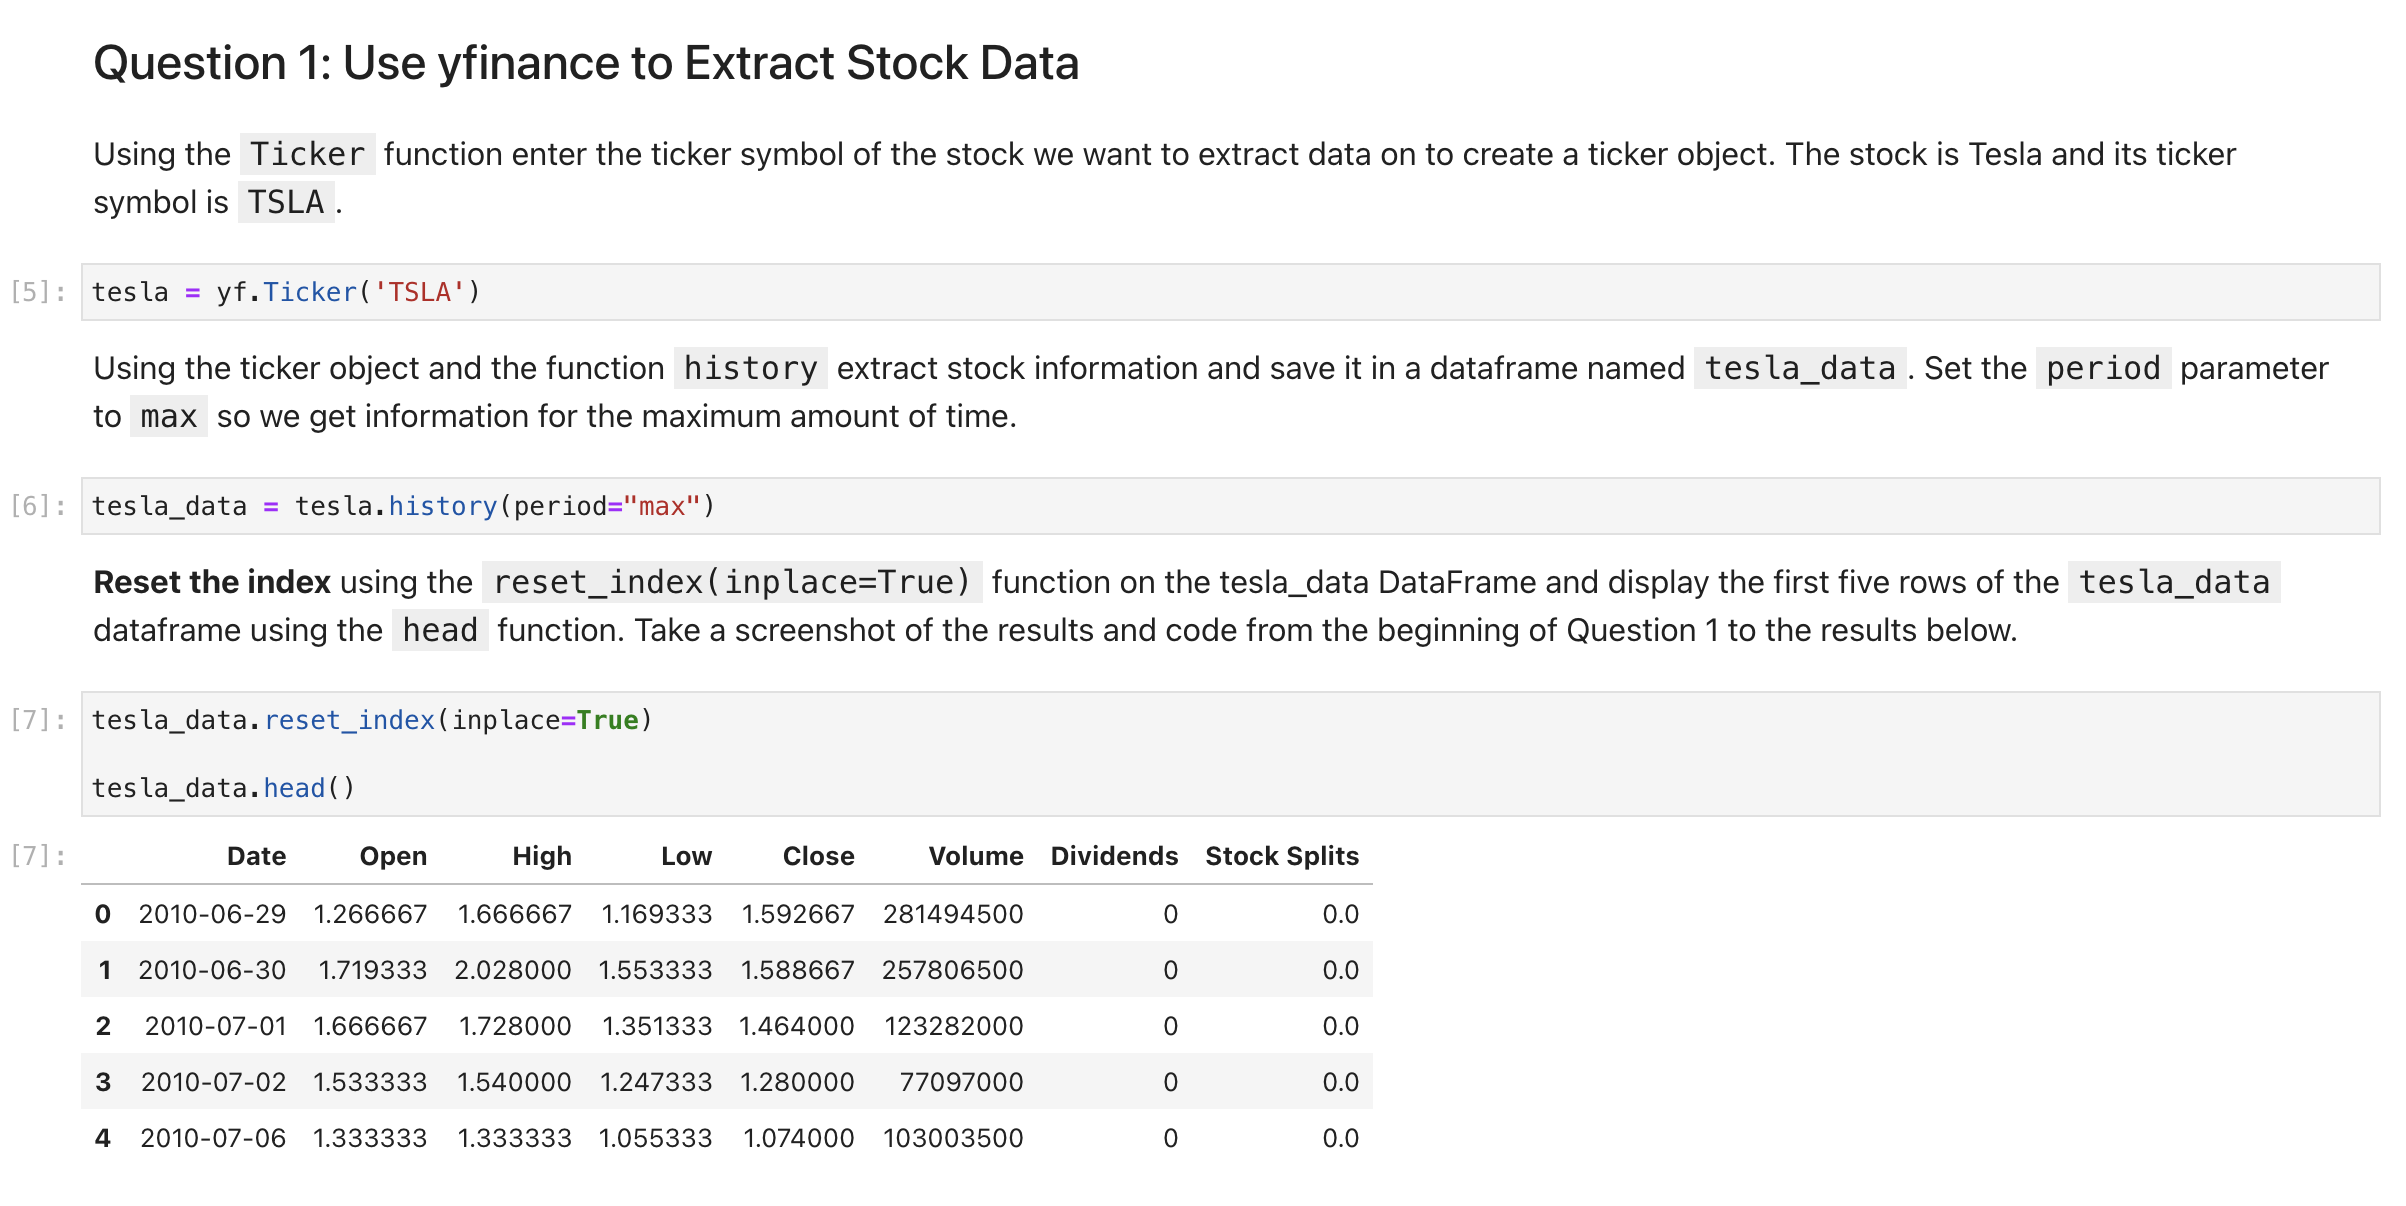 Question 1: Use yfinance to Extract Stock Data
Using the Ticker function enter the ticker symbol of the stock we want to extract data on to create a ticker object. The stock is Tesla and its ticker
symbol is TSLA .
[5]: tesla = yf.Ticker('TSLA')
Using the ticker object and the function history extract stock information and save it in a dataframe named tesla_data . Set the period parameter
to max so we get information for the maximum amount of time.
[6]: tesla_data = tesla.history(period="max")
Reset the index using the reset_index(inplace=True) function on the tesla_data DataFrame and display the first five rows of the tesla_data
dataframe using the head function. Take a screenshot of the results and code from the beginning of Question 1 to the results below.
[7]: tesla_data.reset_index(inplace=True)
tesla_data.head()
[7]: Date Open High Low Close Volume Dividends Stock Splits
0 2010-06-29 1.266667 1.666667 1.169333 1.592667 281494500 0 0.0
1 2010-06-30 1.719333 2.028000 1.553333 1.588667 257806500 0 0.0
2 2010-07-01 1.666667 1.728000 1.351333 1.464000 123282000 0 0.0
3 2010-07-02 1.533333 1.540000 1.247333 1.280000 77097000 0 0.0
4 2010-07-06 1.333333 1.333333 1.055333 1.074000 103003500 0 0.0